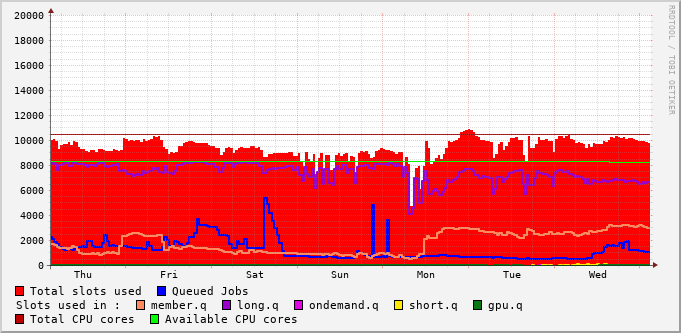 RRDTOOL / TOBI OETIKER
20000
18000
16000
14000
12000
10000
8000
6000
4000
2000
0
Thu Fri Sat Sun Mon Tue Wed
Total slots used Queued Jobs
Slots used in : member.q long.q ondemand.q short.q gpu.q
Total CPU cores Available CPU cores